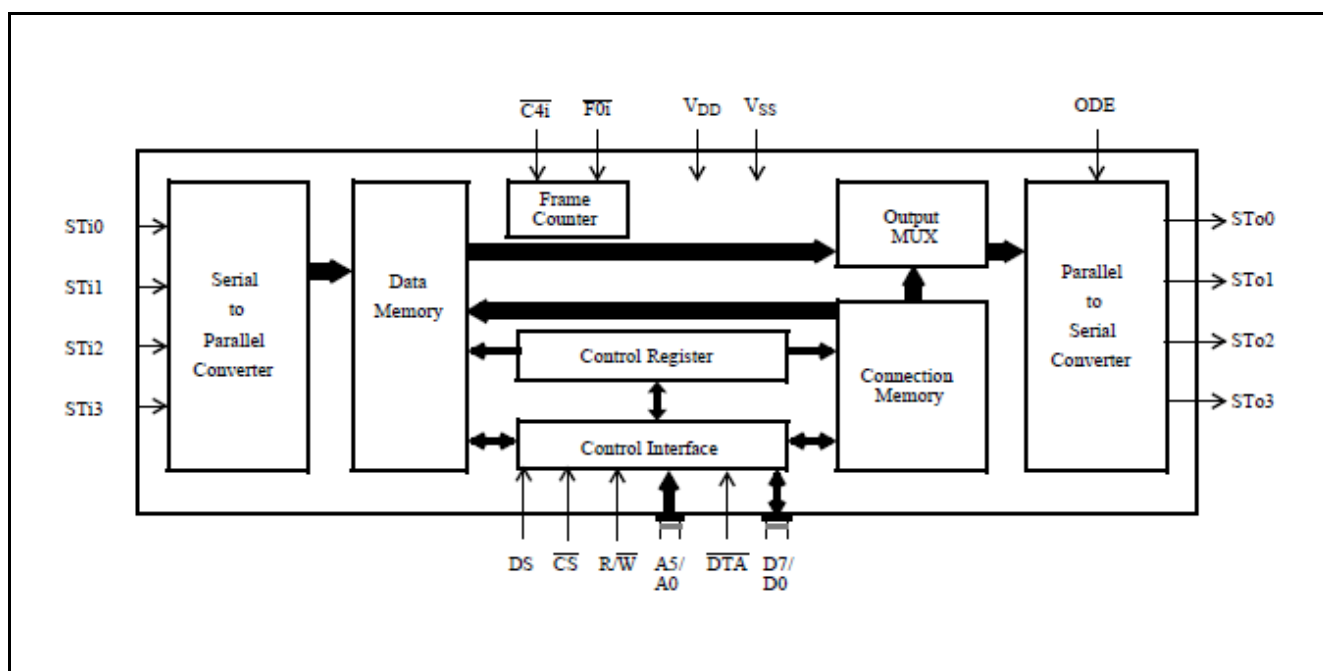 C4i F0i VDD VSS ODE
STi0
STi1
STi2
STi3
Serial
to
Parallel
Converter
Data
Memory
Frame
Counter
Output
MUX
Control Register
Control Interface
Connection
Memory
Parallel
to
Serial
Converter
STo0
STo1
STo2
STo3
DS CS R/W A5/ DTA D7/
A0 D0